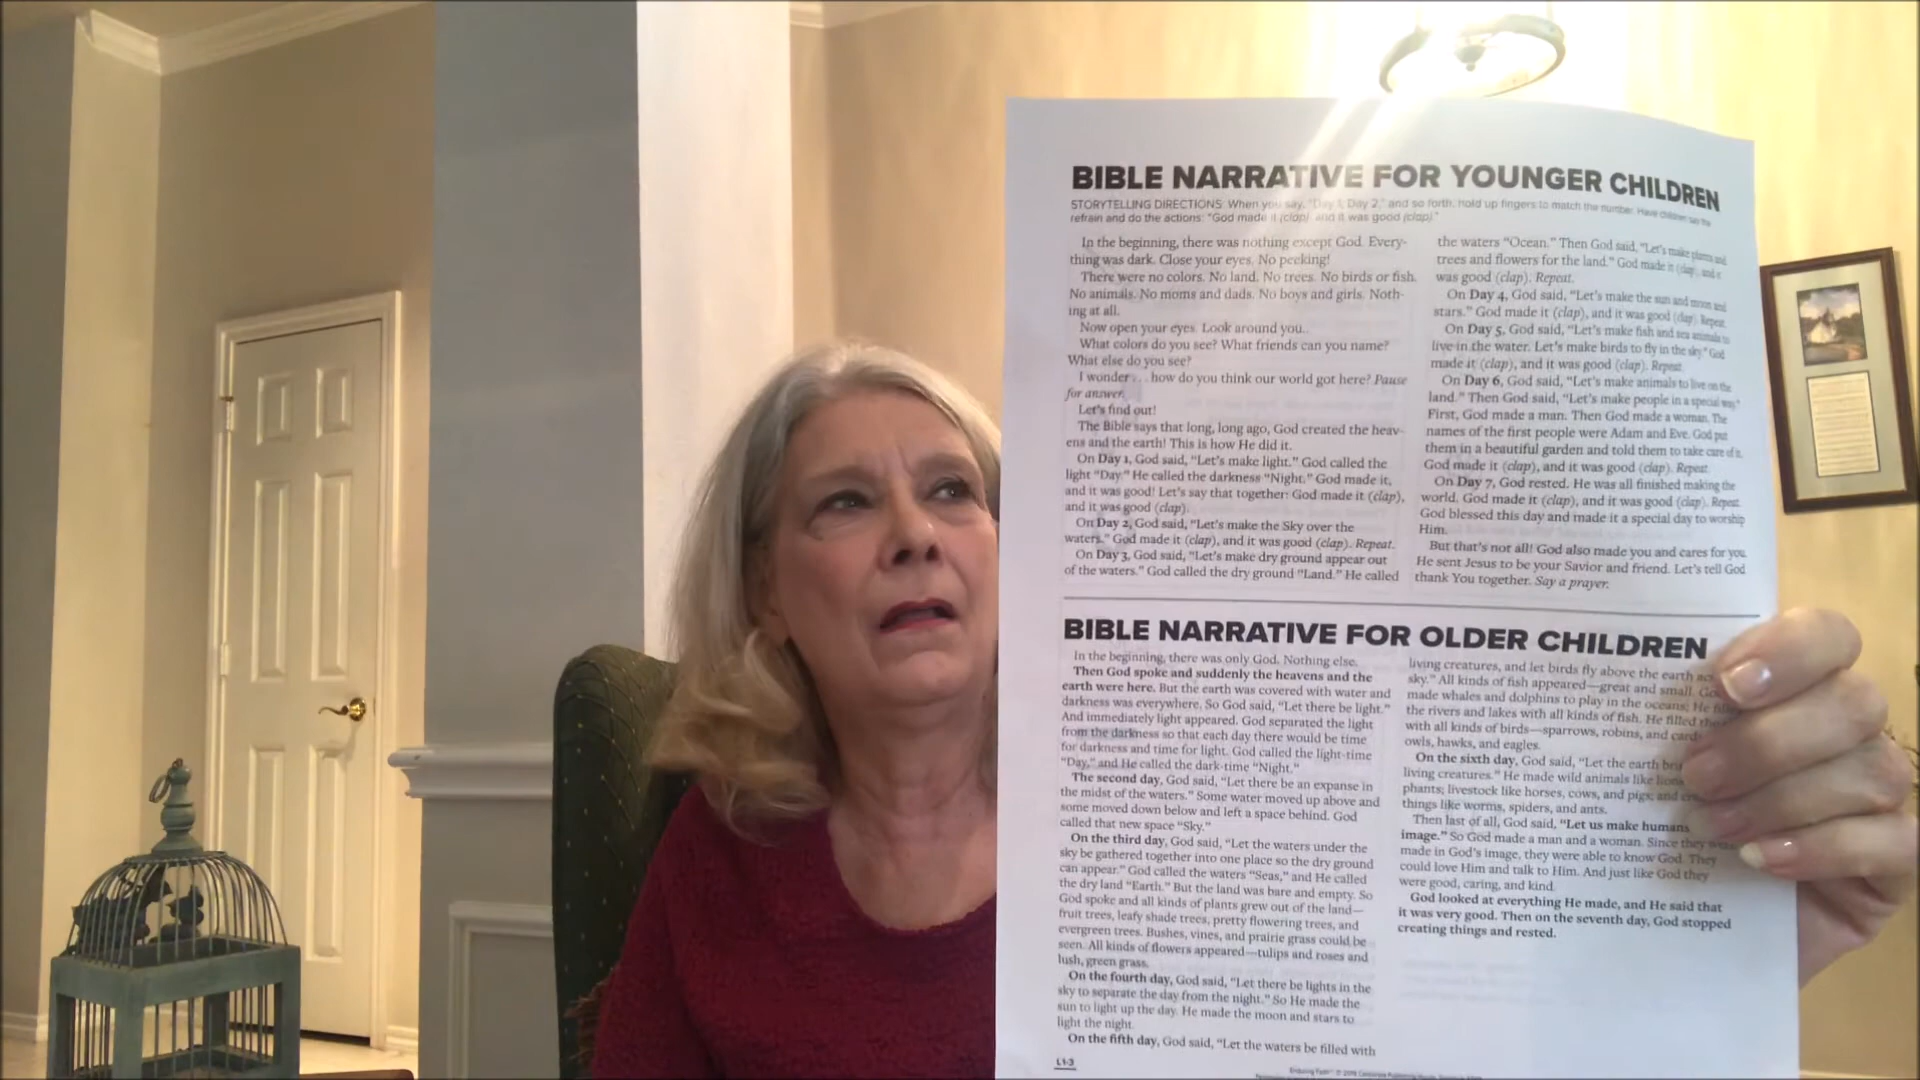 BIBLE NARRATIVE FOR YOUNGER CHILDREN
STORYTELLING DIRECTIONS: When you say, "Day 1, Day 2," and so forth, hold up fingers to match the number. Have children say the
refrain and do the actions: "God made it (clap), and it was good (clap)."
In the beginning, there was nothing except God. Every-
thing was dark. Close your eyes. No peeking!
There were no colors. No land. No trees. No birds or fish.
No animals. No moms and dads. No boys and girls. Noth-
ing at all.
Now open your eyes. Look around you.
What colors do you see? What friends can you name?
What else do you see?
I wonder . . . how do you think our world got here? Pause
for answer.
Let's find out!
The Bible says that long, long ago, God created the heav-
ens and the earth! This is how He did it.
On Day 1, God said, "Let's make light." God called the
light "Day." He called the darkness "Night." God made it,
and it was good! Let's say that together: God made it (clap),
and it was good (clap).
On Day 2, God said, "Let's make the Sky over the
waters." God made it (clap), and it was good (clap). Repeat.
On Day 3, God said, "Let's make dry ground appear out
of the waters." God called the dry ground "Land." He called
the waters "Ocean." Then God said, "Let's make plants and
trees and flowers for the land." God made it (clap), and it
was good (clap). Repeat.
On Day 4, God said, "Let's make the sun and moon and
stars." God made it (clap), and it was good (clap). Repeat.
On Day 5, God said, "Let's make fish and sea animals to
live in the water. Let's make birds to fly in the sky." God
made it (clap), and it was good (clap). Repeat.
On Day 6, God said, "Let's make animals to live on the
land." Then God said, "Let's make people in a special way."
First, God made a man. Then God made a woman. The
names of the first people were Adam and Eve. God put
them in a beautiful garden and told them to take care of it.
God made it (clap), and it was good (clap). Repeat.
On Day 7, God rested. He was all finished making the
world. God made it (clap), and it was good (clap). Repeat.
God blessed this day and made it a special day to worship
Him.
But that's not all! God also made you and cares for you.
He sent Jesus to be your Savior and friend. Let's tell God
thank You together. Say a prayer.
BIBLE NARRATIVE FOR OLDER CHILDREN
In the beginning, there was only God. Nothing else.
Then God spoke and suddenly the heavens and the
earth were here. But the earth was covered with water and
darkness was everywhere. So God said, "Let there be light."
And immediately light appeared. God separated the light
from the darkness so that each day there would be time
for darkness and time for light. God called the light-time
"Day," and He called the dark-time "Night."
The second day, God said, "Let there be an expanse in
the midst of the waters." Some water moved up above and
some moved down below and left a space behind. God
called that new space "Sky."
On the third day, God said, "Let the waters under the
sky be gathered together into one place so the dry ground
can appear." God called the waters "Seas," and He called
the dry land "Earth." But the land was bare and empty. So
God spoke and all kinds of plants grew out of the land—
fruit trees, leafy shade trees, pretty flowering trees, and
evergreen trees. Bushes, vines, and prairie grass could be
seen. All kinds of flowers appeared—tulips and roses and
lush, green grass.
On the fourth day, God said, "Let there be lights in the
sky to separate the day from the night." So He made the
sun to light up the day. He made the moon and stars to
light the night.
On the fifth day, God said, "Let the waters be filled with
living creatures, and let birds fly above the earth
sky." All kinds of fish appeared—great and small.
made whales and dolphins to play in the oceans; He
the rivers and lakes with all kinds of fish. He filled the
with all kinds of birds—sparrows, robins, and
owls, hawks, and eagles.
On the sixth day, God said, "Let the earth
living creatures." He made wild animals like lions
livestock like horses, cows, and pigs; and
things like worms, spiders, and ants.
Then last of all, God said, "Let us make humans
image." So God made a man and a woman. Since they were
made in God's image, they were able to know God. They
could love Him and talk to Him. And just like God they
were good, caring, and kind.
God looked at everything He made, and He said that
it was very good. Then on the seventh day, God stopped
creating things and rested.
L1-3